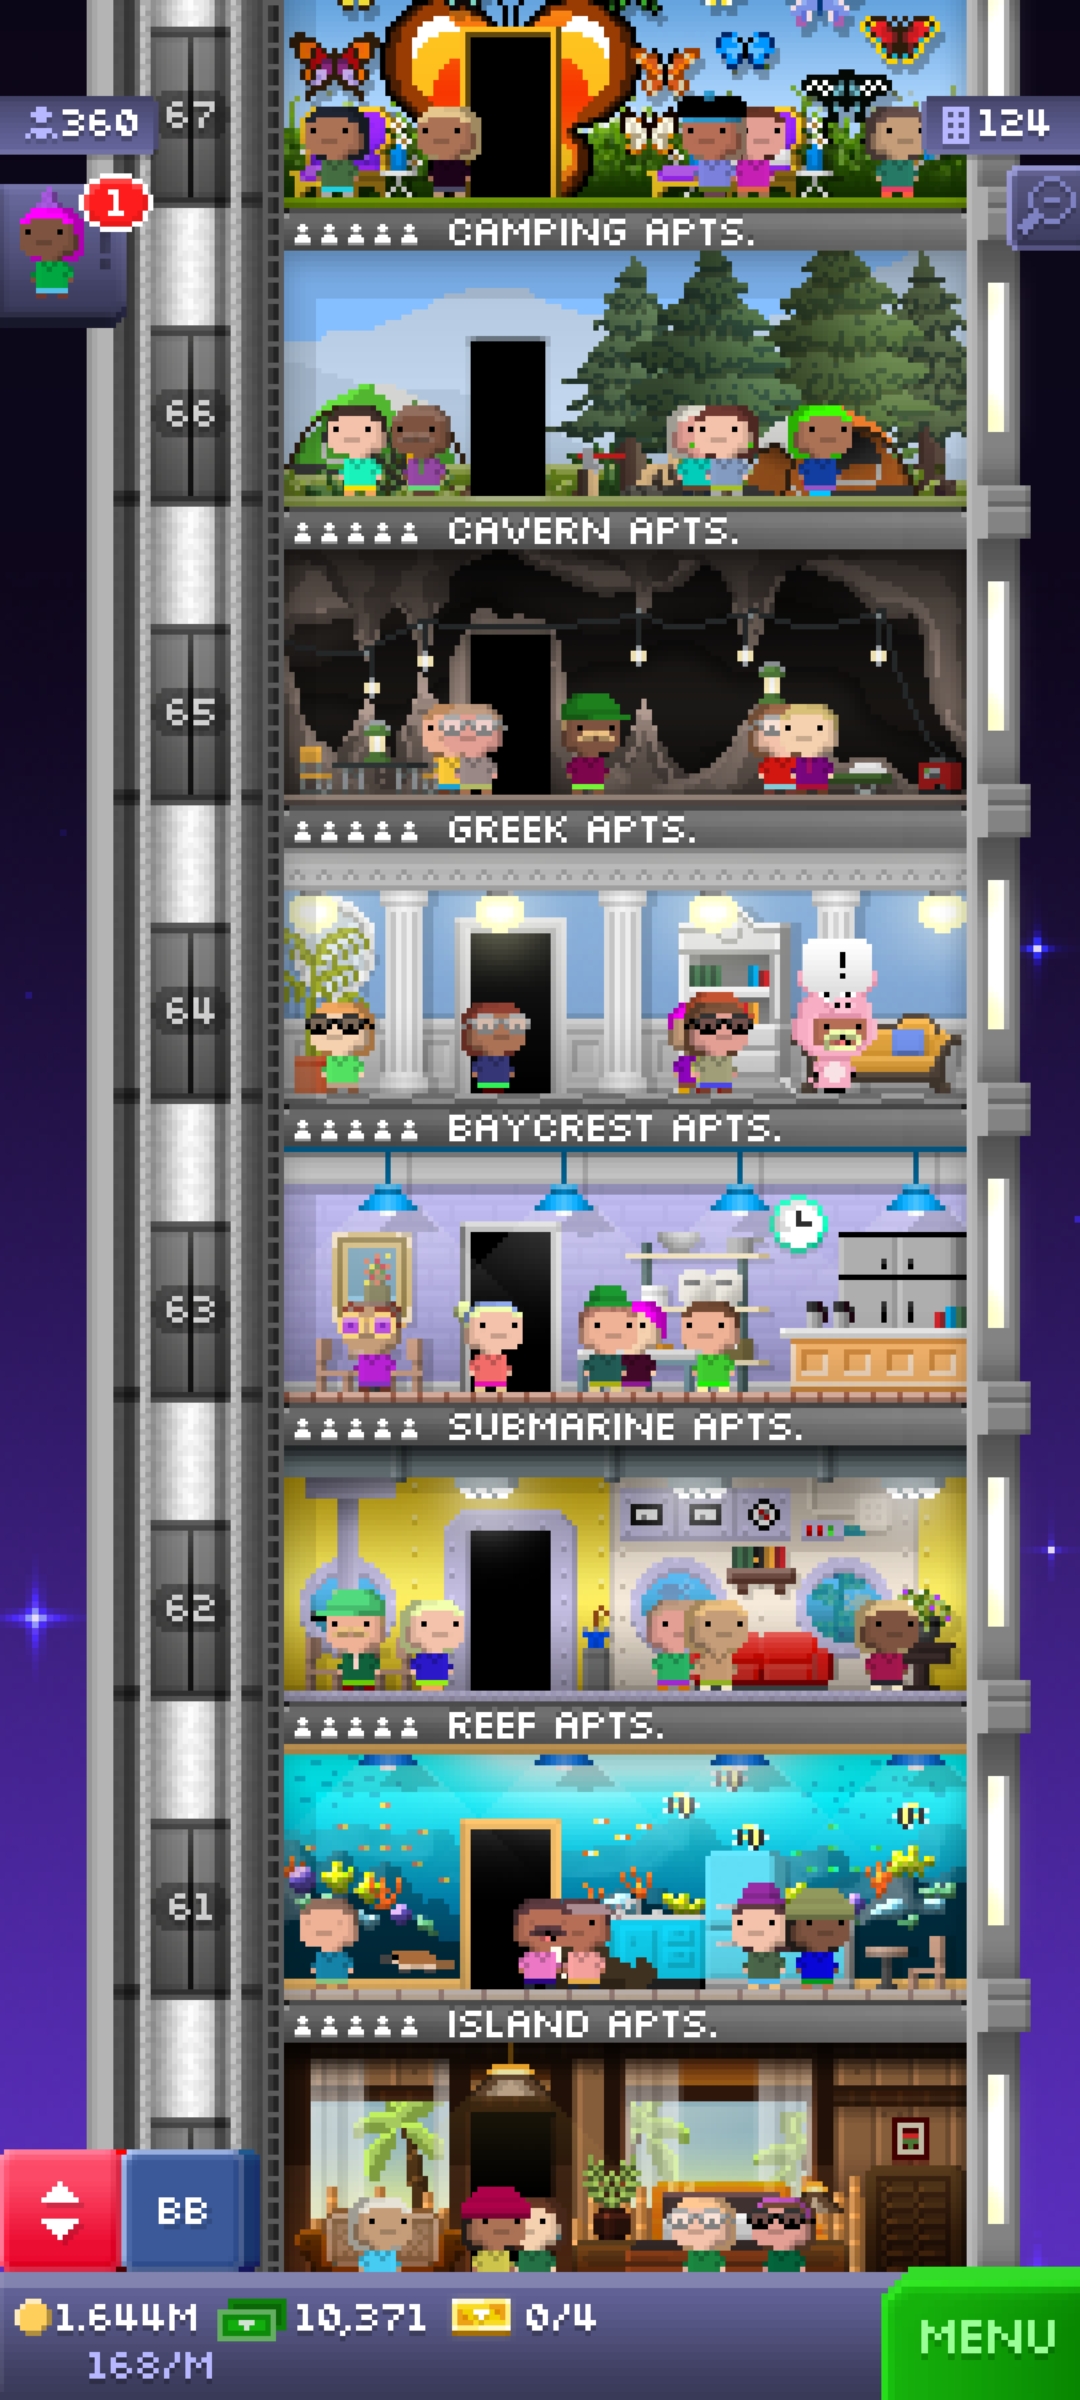 67
360
124
1
CAMPING APTS.
66
CAVERN APTS.
65
GREEK APTS.
!
64
BAYCREST APTS.
63
SUBMARINE APTS.
62
REEF APTS.
61
ISLAND APTS.
BB
1.644M 10,371 0/4
168/M
MENU